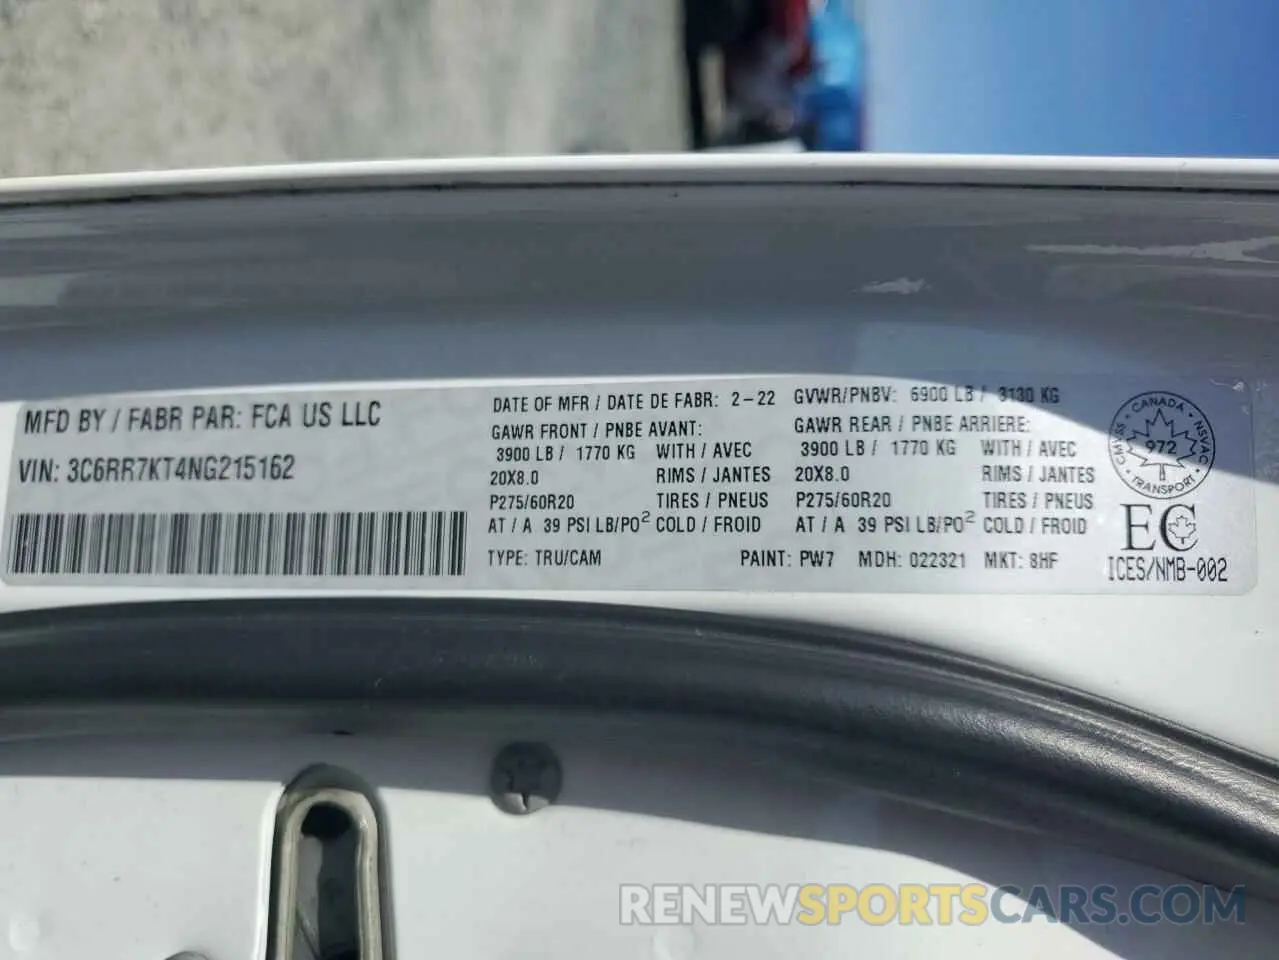 MFD BY / FABR PAR: FCA US LLC
VIN: 3C6RR7KT4NG215162
DATE OF MFR / DATE DE FABR: 2-22
GVWR/PNBV: 6900 LB / 3130 KG
GAWR FRONT / PNBE AVANT:
3900 LB / 1770 KG WITH / AVEC
20X8.0 RIMS / JANTES
P275/60R20 TIRES / PNEUS
AT / A 39 PSI LB/PO² COLD / FROID
GAWR REAR / PNBE ARRIERE:
3900 LB / 1770 KG WITH / AVEC
20X8.0 RIMS / JANTES
P275/60R20 TIRES / PNEUS
AT / A 39 PSI LB/PO² COLD / FROID
TYPE: TRU/CAM PAINT: PW7 MDH: 022321 MKT: 8HF
CANADA
CMVSS 972 NSVAC
TRANSPORT
EC
ICES/NMB-002
RENEWSPORTSCARS.COM